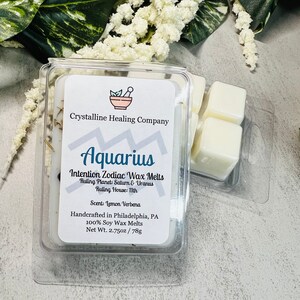 Crystalline Healing Company
Aquarius
Intention Zodiac Wax Melts
Ruling Planet: Saturn & Uranus
Ruling House: 11th
Scent: Lemon Verbena
Handcrafted in Philadelphia, PA
100% Soy Wax Melts
Net Wt. 2.75oz / 78g